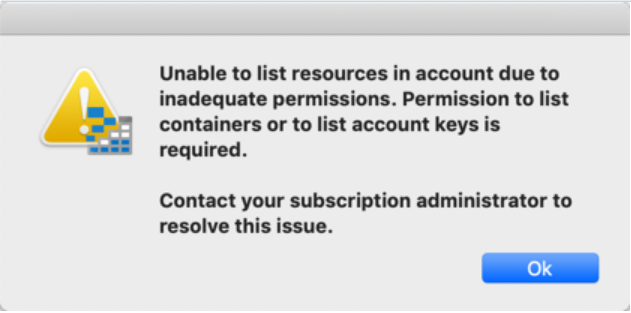 Unable to list resources in account due to
inadequate permissions. Permission to list
containers or to list account keys is
required.
Contact your subscription administrator to
resolve this issue.
Ok